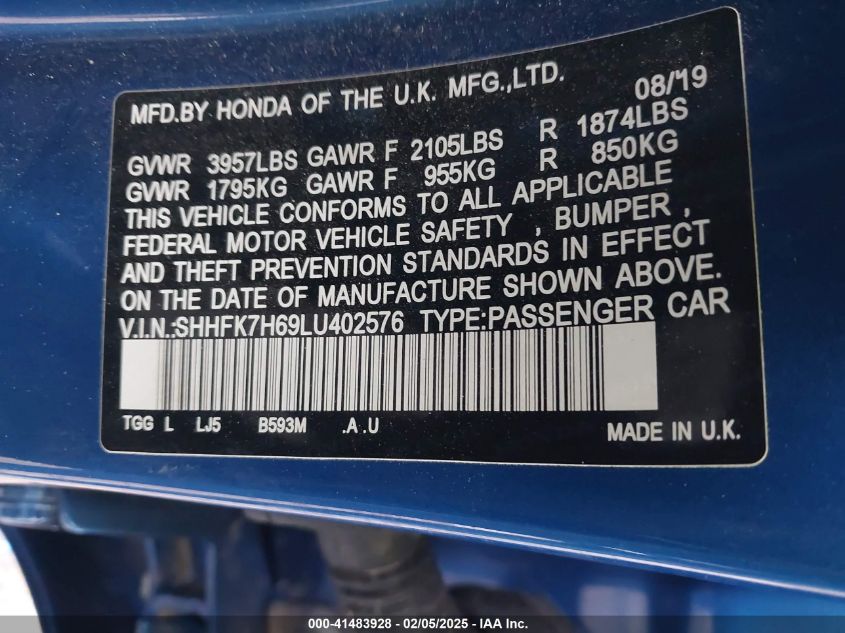 MFD.BY HONDA OF THE U.K. MFG.,LTD. 08/'19
GVWR 3957LBS GAWR F 2105LBS R 1874LBS
GVWR 1795KG GAWR F 955KG R 850KG
THIS VEHICLE CONFORMS TO ALL APPLICABLE
FEDERAL MOTOR VEHICLE SAFETY , BUMPER ,
AND THEFT PREVENTION STANDARDS IN EFFECT
ON THE DATE OF MANUFACTURE SHOWN ABOVE.
V.I.N.:SHHFK7H69LU402576 TYPE:PASSENGER CAR
TGG L LJ5 B593M .A .U
MADE IN U.K.
000-41483928 - 02/05/2025 - IAA Inc.